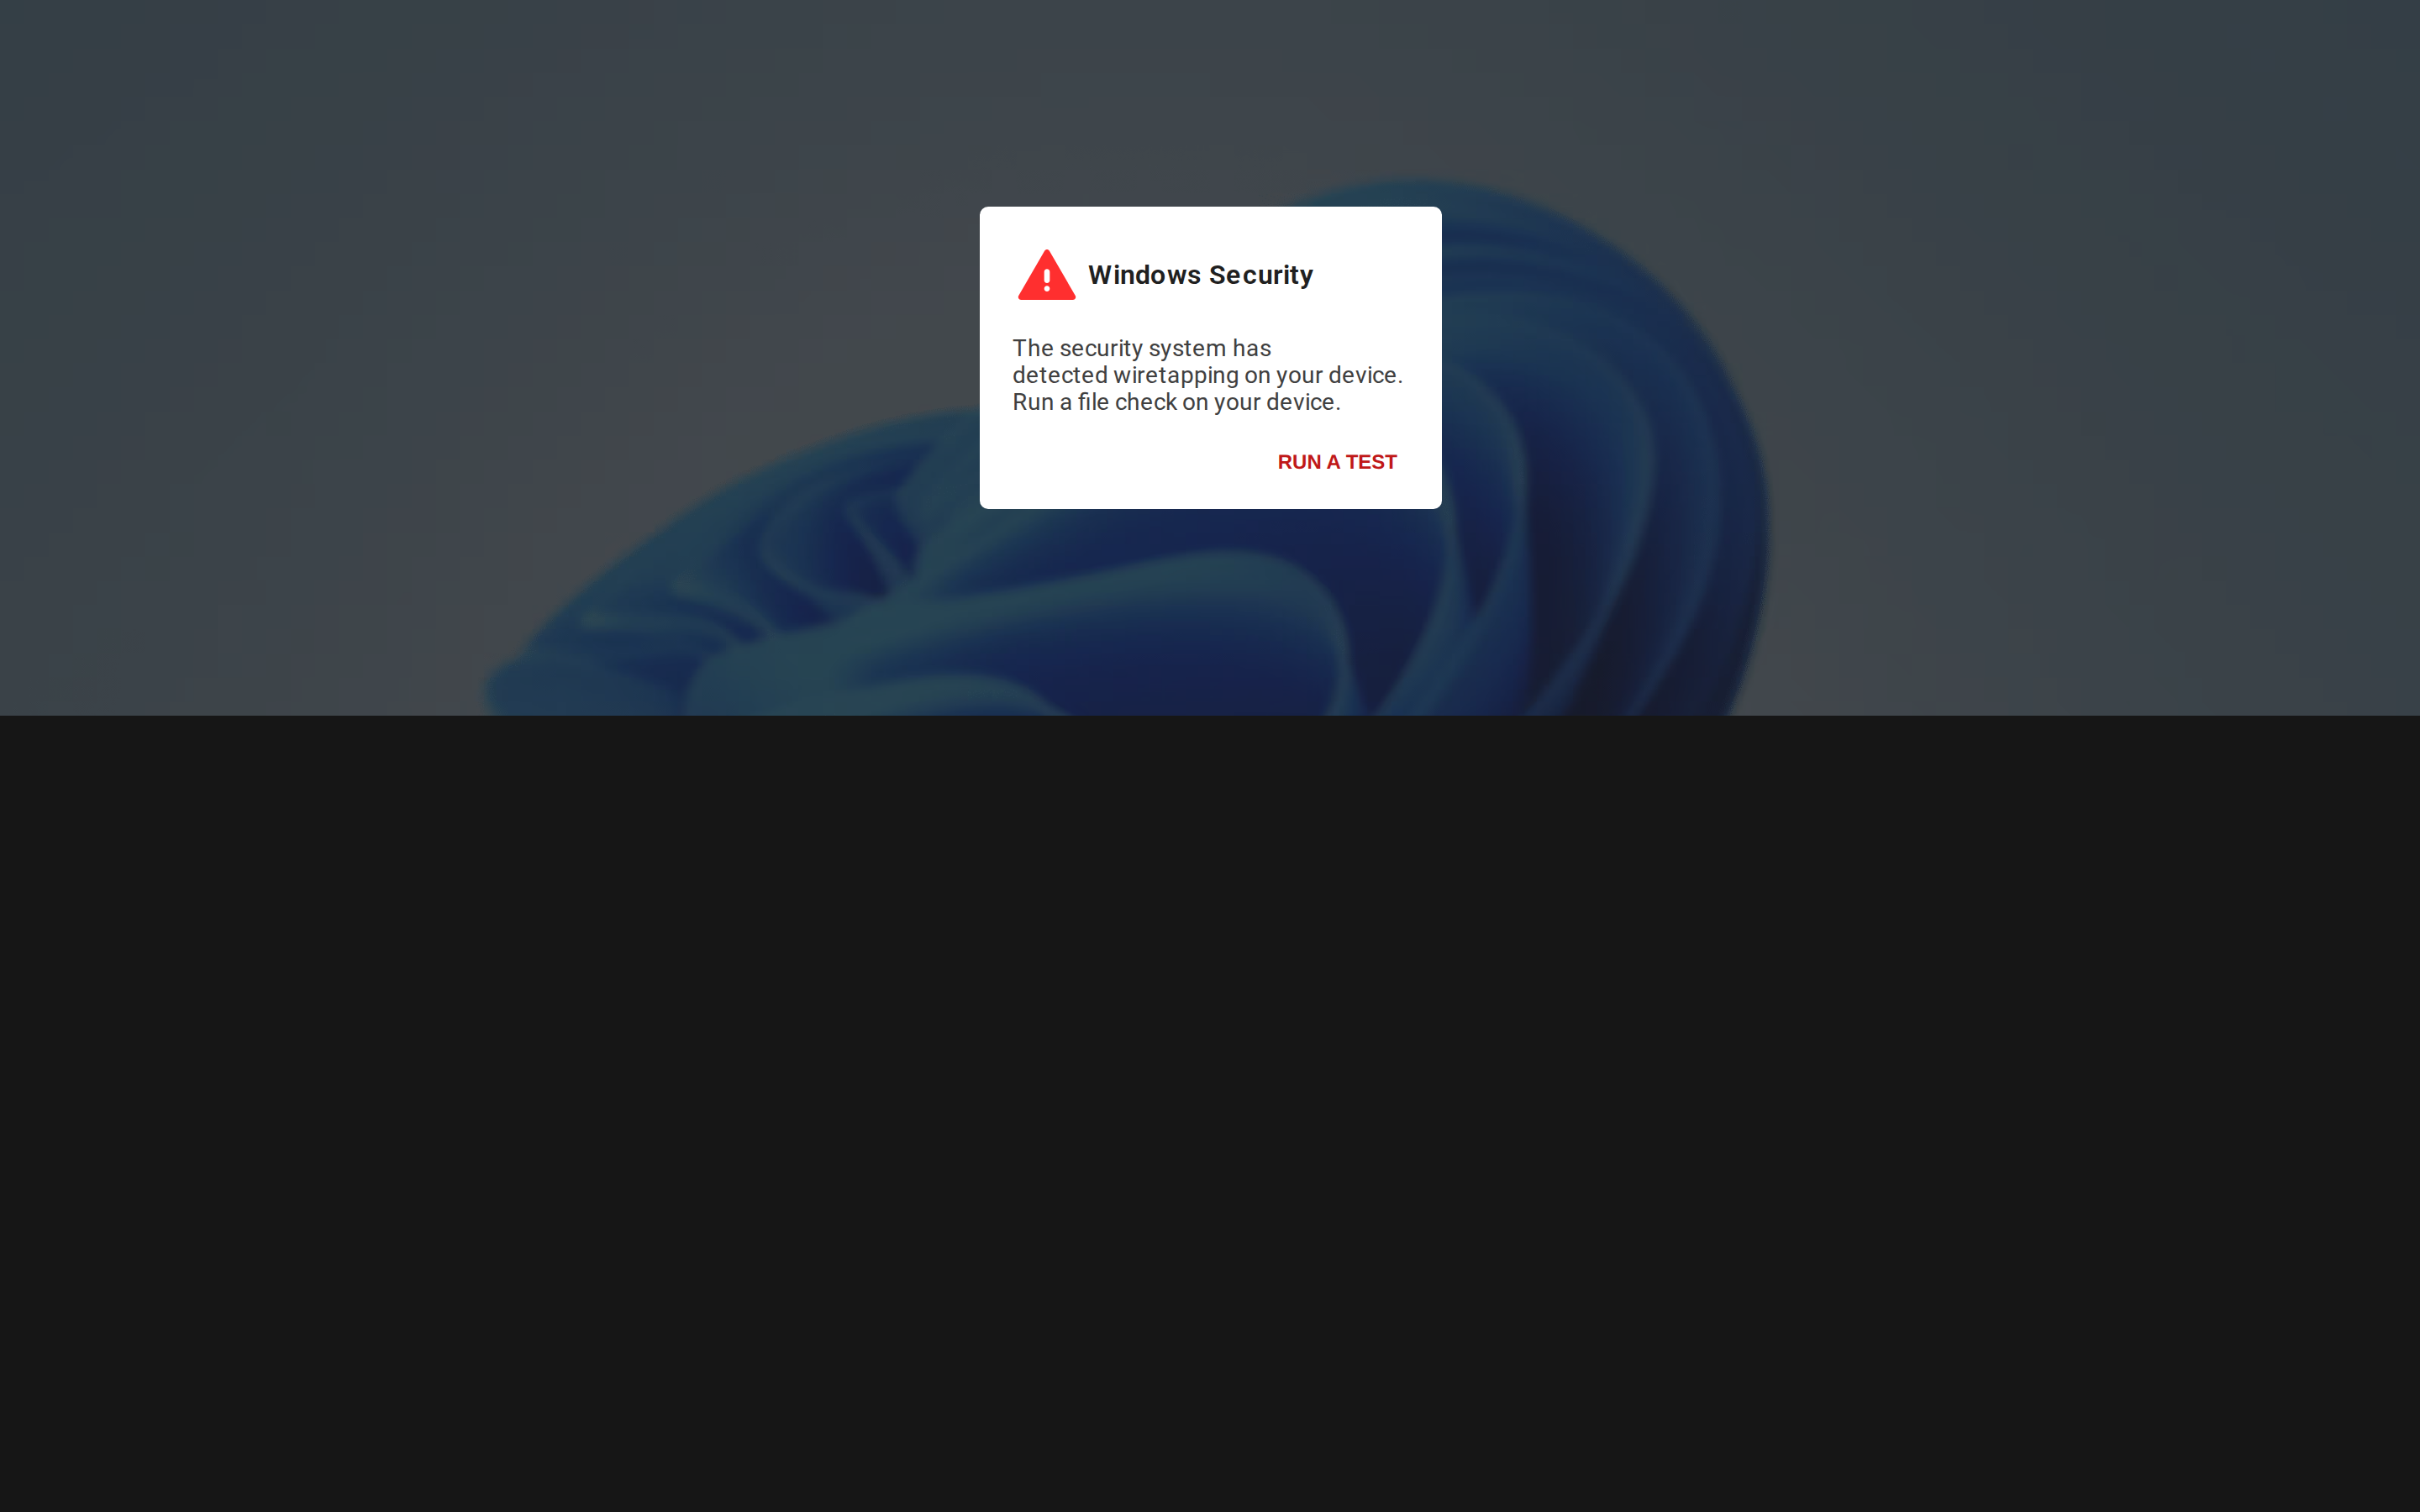 Windows Security
The security system has
detected wiretapping on your device.
Run a file check on your device.
RUN A TEST